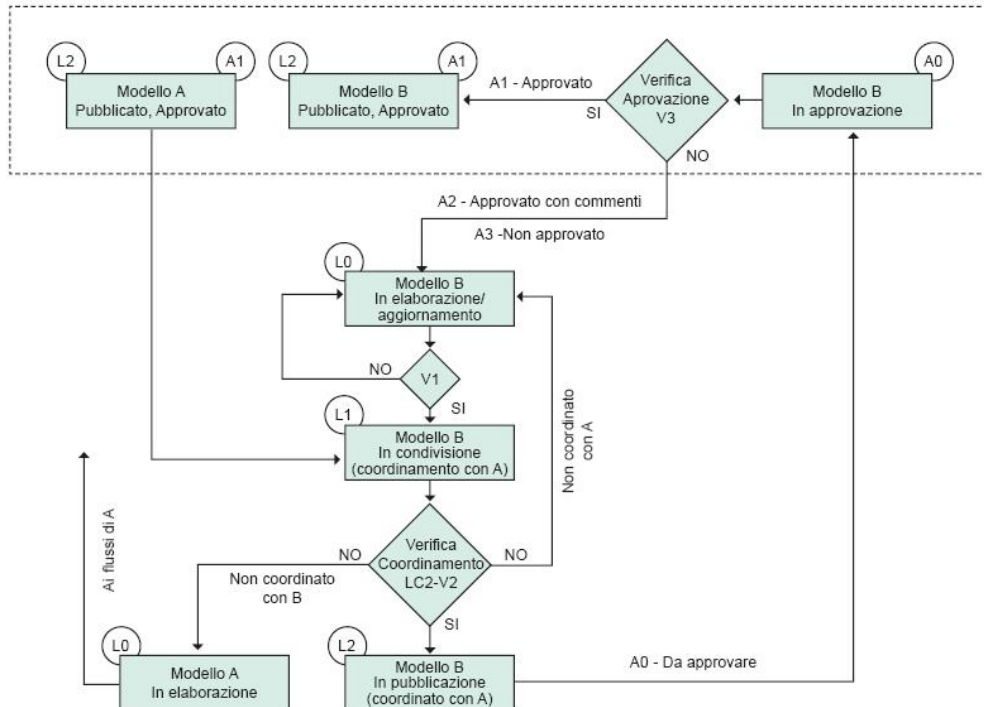 L2
A1
Modello A
Pubblicato, Approvato
L2
A1
Modello B
Pubblicato, Approvato
A1 - Approvato
SI
Verifica
Aprovazione
V3
NO
A0
Modello B
In approvazione
A2 - Approvato con commenti
A3 -Non approvato
L0
Modello B
In elaborazione/
aggiornamento
NO
V1
SI
L1
Modello B
In condivisione
(coordinamento con A)
Non coordinato
con A
Ai flussi di A
NO
Verifica
Coordinamento
LC2-V2
NO
Non coordinato
con B
SI
L0
Modello A
In elaborazione
L2
Modello B
In pubblicazione
(coordinato con A)
A0 - Da approvare